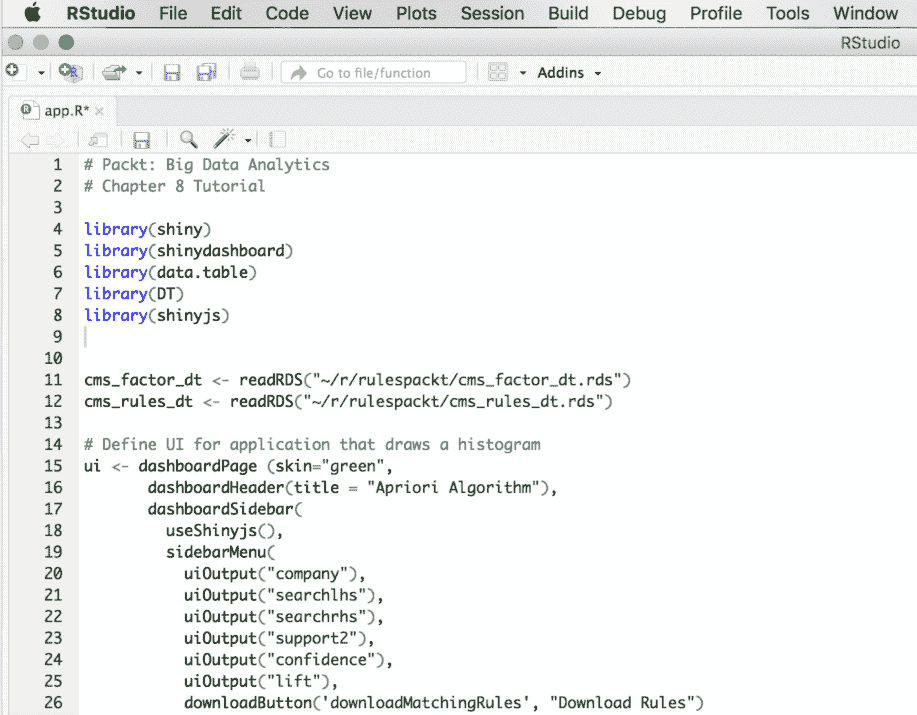 RStudio File Edit Code View Plots Session Build Debug Profile Tools Window
RStudio
Go to file/function Addins
app.R*
1 # Packt: Big Data Analytics
2 # Chapter 8 Tutorial
3
4 library(shiny)
5 library(shinydashboard)
6 library(data.table)
7 library(DT)
8 library(shinyjs)
9
10
11 cms_factor_dt <- readRDS("~/r/rulespackt/cms_factor_dt.rds")
12 cms_rules_dt <- readRDS("~/r/rulespackt/cms_rules_dt.rds")
13
14 # Define UI for application that draws a histogram
15 ui <- dashboardPage (skin="green",
16 dashboardHeader(title = "Apriori Algorithm"),
17 dashboardSidebar(
18 useShinyjs(),
19 sidebarMenu(
20 uiOutput("company"),
21 uiOutput("searchlhs"),
22 uiOutput("searchrhs"),
23 uiOutput("support2"),
24 uiOutput("confidence"),
25 uiOutput("lift"),
26 downloadButton('downloadMatchingRules', "Download Rules")